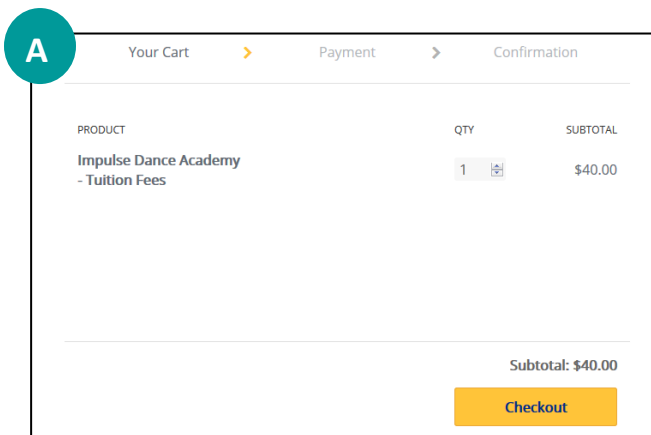 A
Your Cart Payment Confirmation
PRODUCT QTY SUBTOTAL
Impulse Dance Academy
- Tuition Fees
1 $40.00
Subtotal: $40.00
Checkout